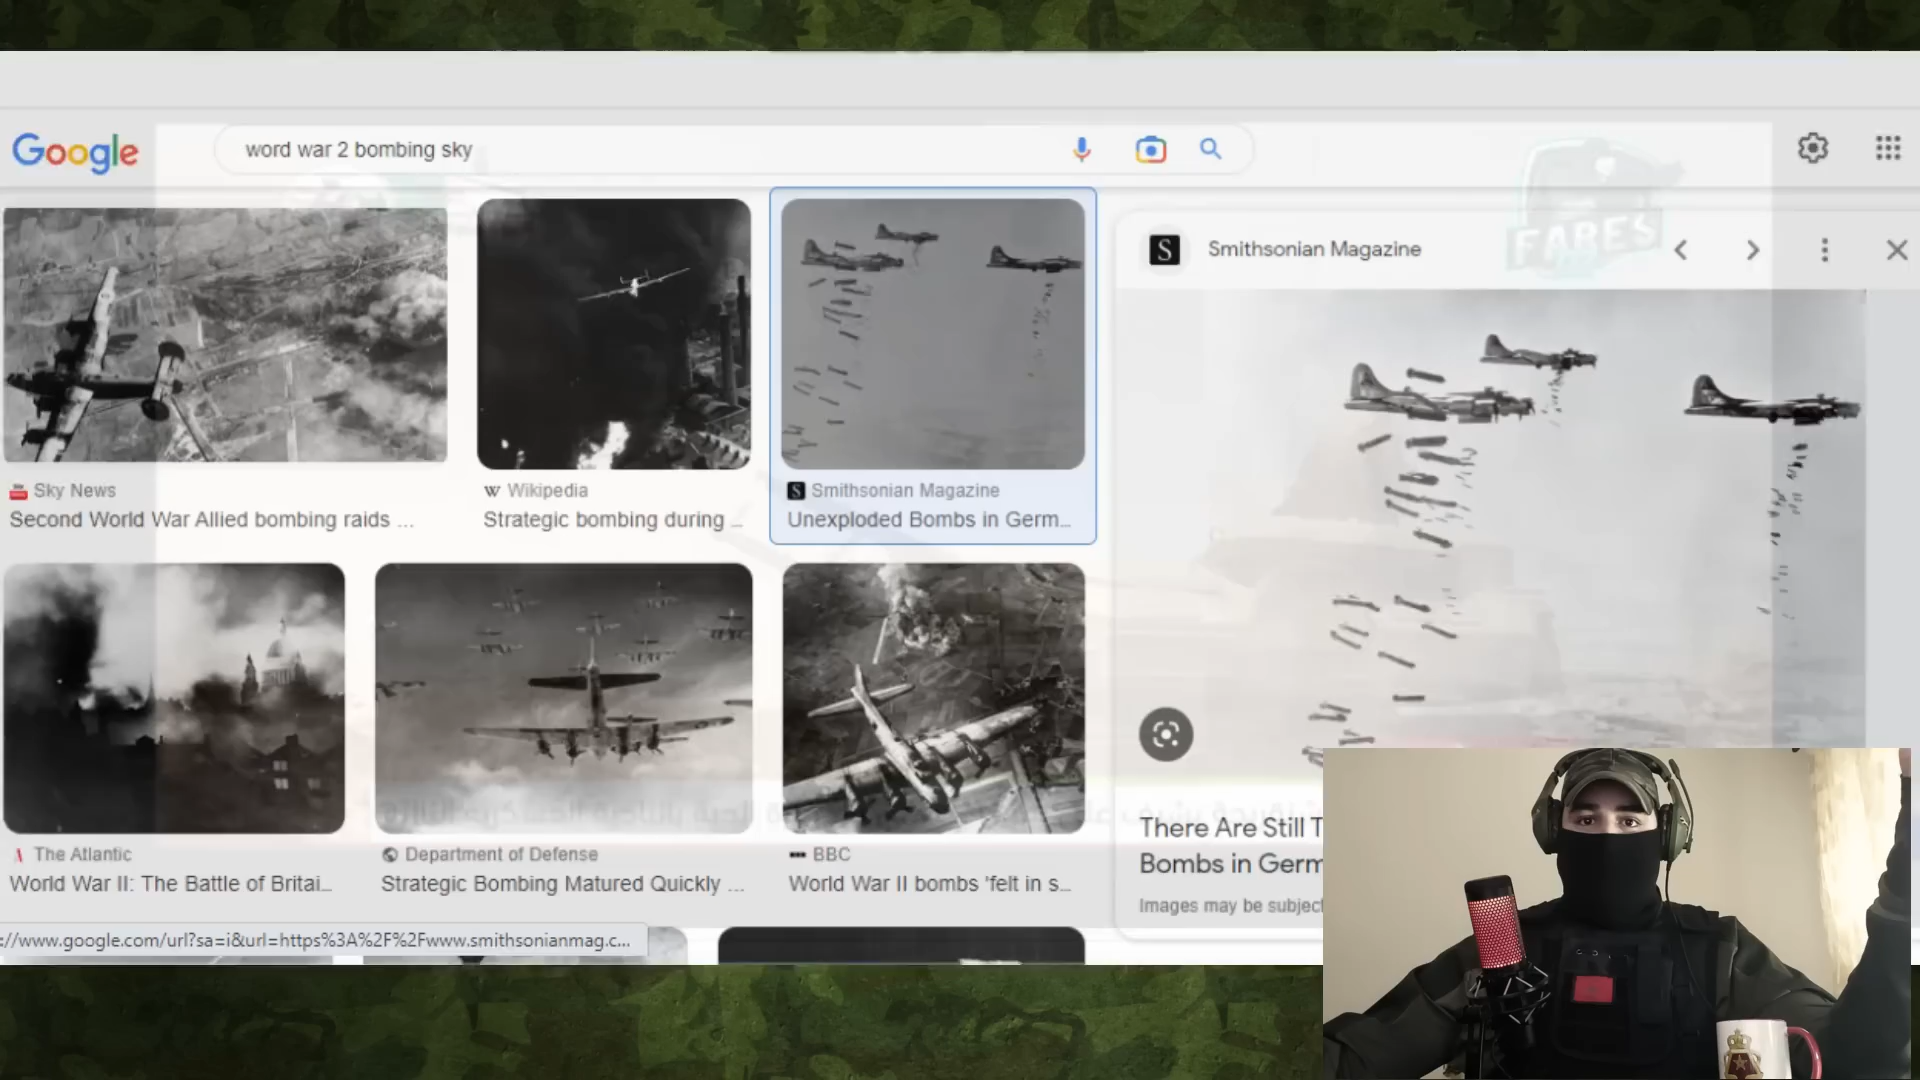 Google
word war 2 bombing sky
FARES
Smithsonian Magazine
Sky News
Second World War Allied bombing raids ...
W Wikipedia
Strategic bombing during ...
S Smithsonian Magazine
Unexploded Bombs in Germ...
There Are Still T
Bombs in Germ
Images may be subject
The Atlantic
World War II: The Battle of Britai...
Department of Defense
Strategic Bombing Matured Quickly ...
BBC
World War II bombs 'felt in s...
://www.google.com/url?sa=i&url=https%3A%2F%2Fwww.smithsonianmag.c...